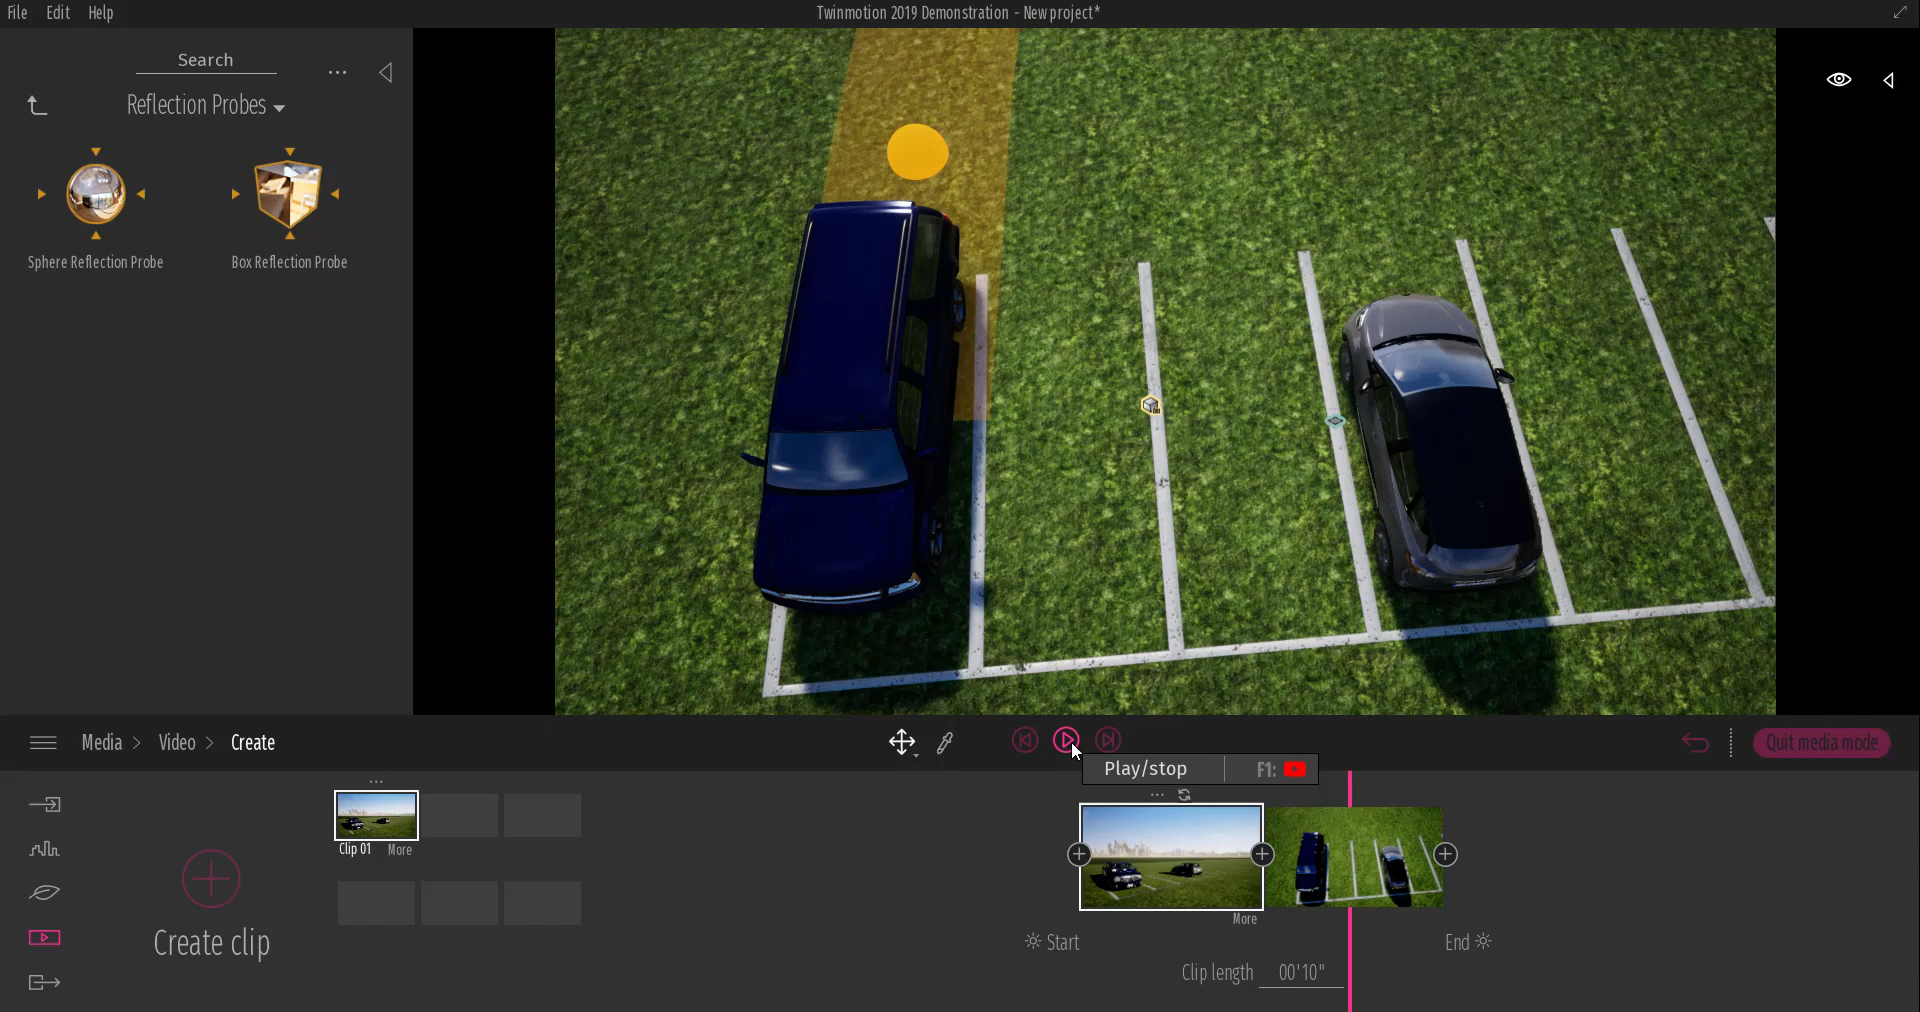 File Edit Help
Twinmotion 2019 Demonstration - New project*
Search
...
Reflection Probes
Sphere Reflection Probe
Box Reflection Probe
Media > Video > Create
Quit media mode
Play/stop F1:
Create clip
...
Clip 01 More
...
More
Start
End
Clip length 00'10"